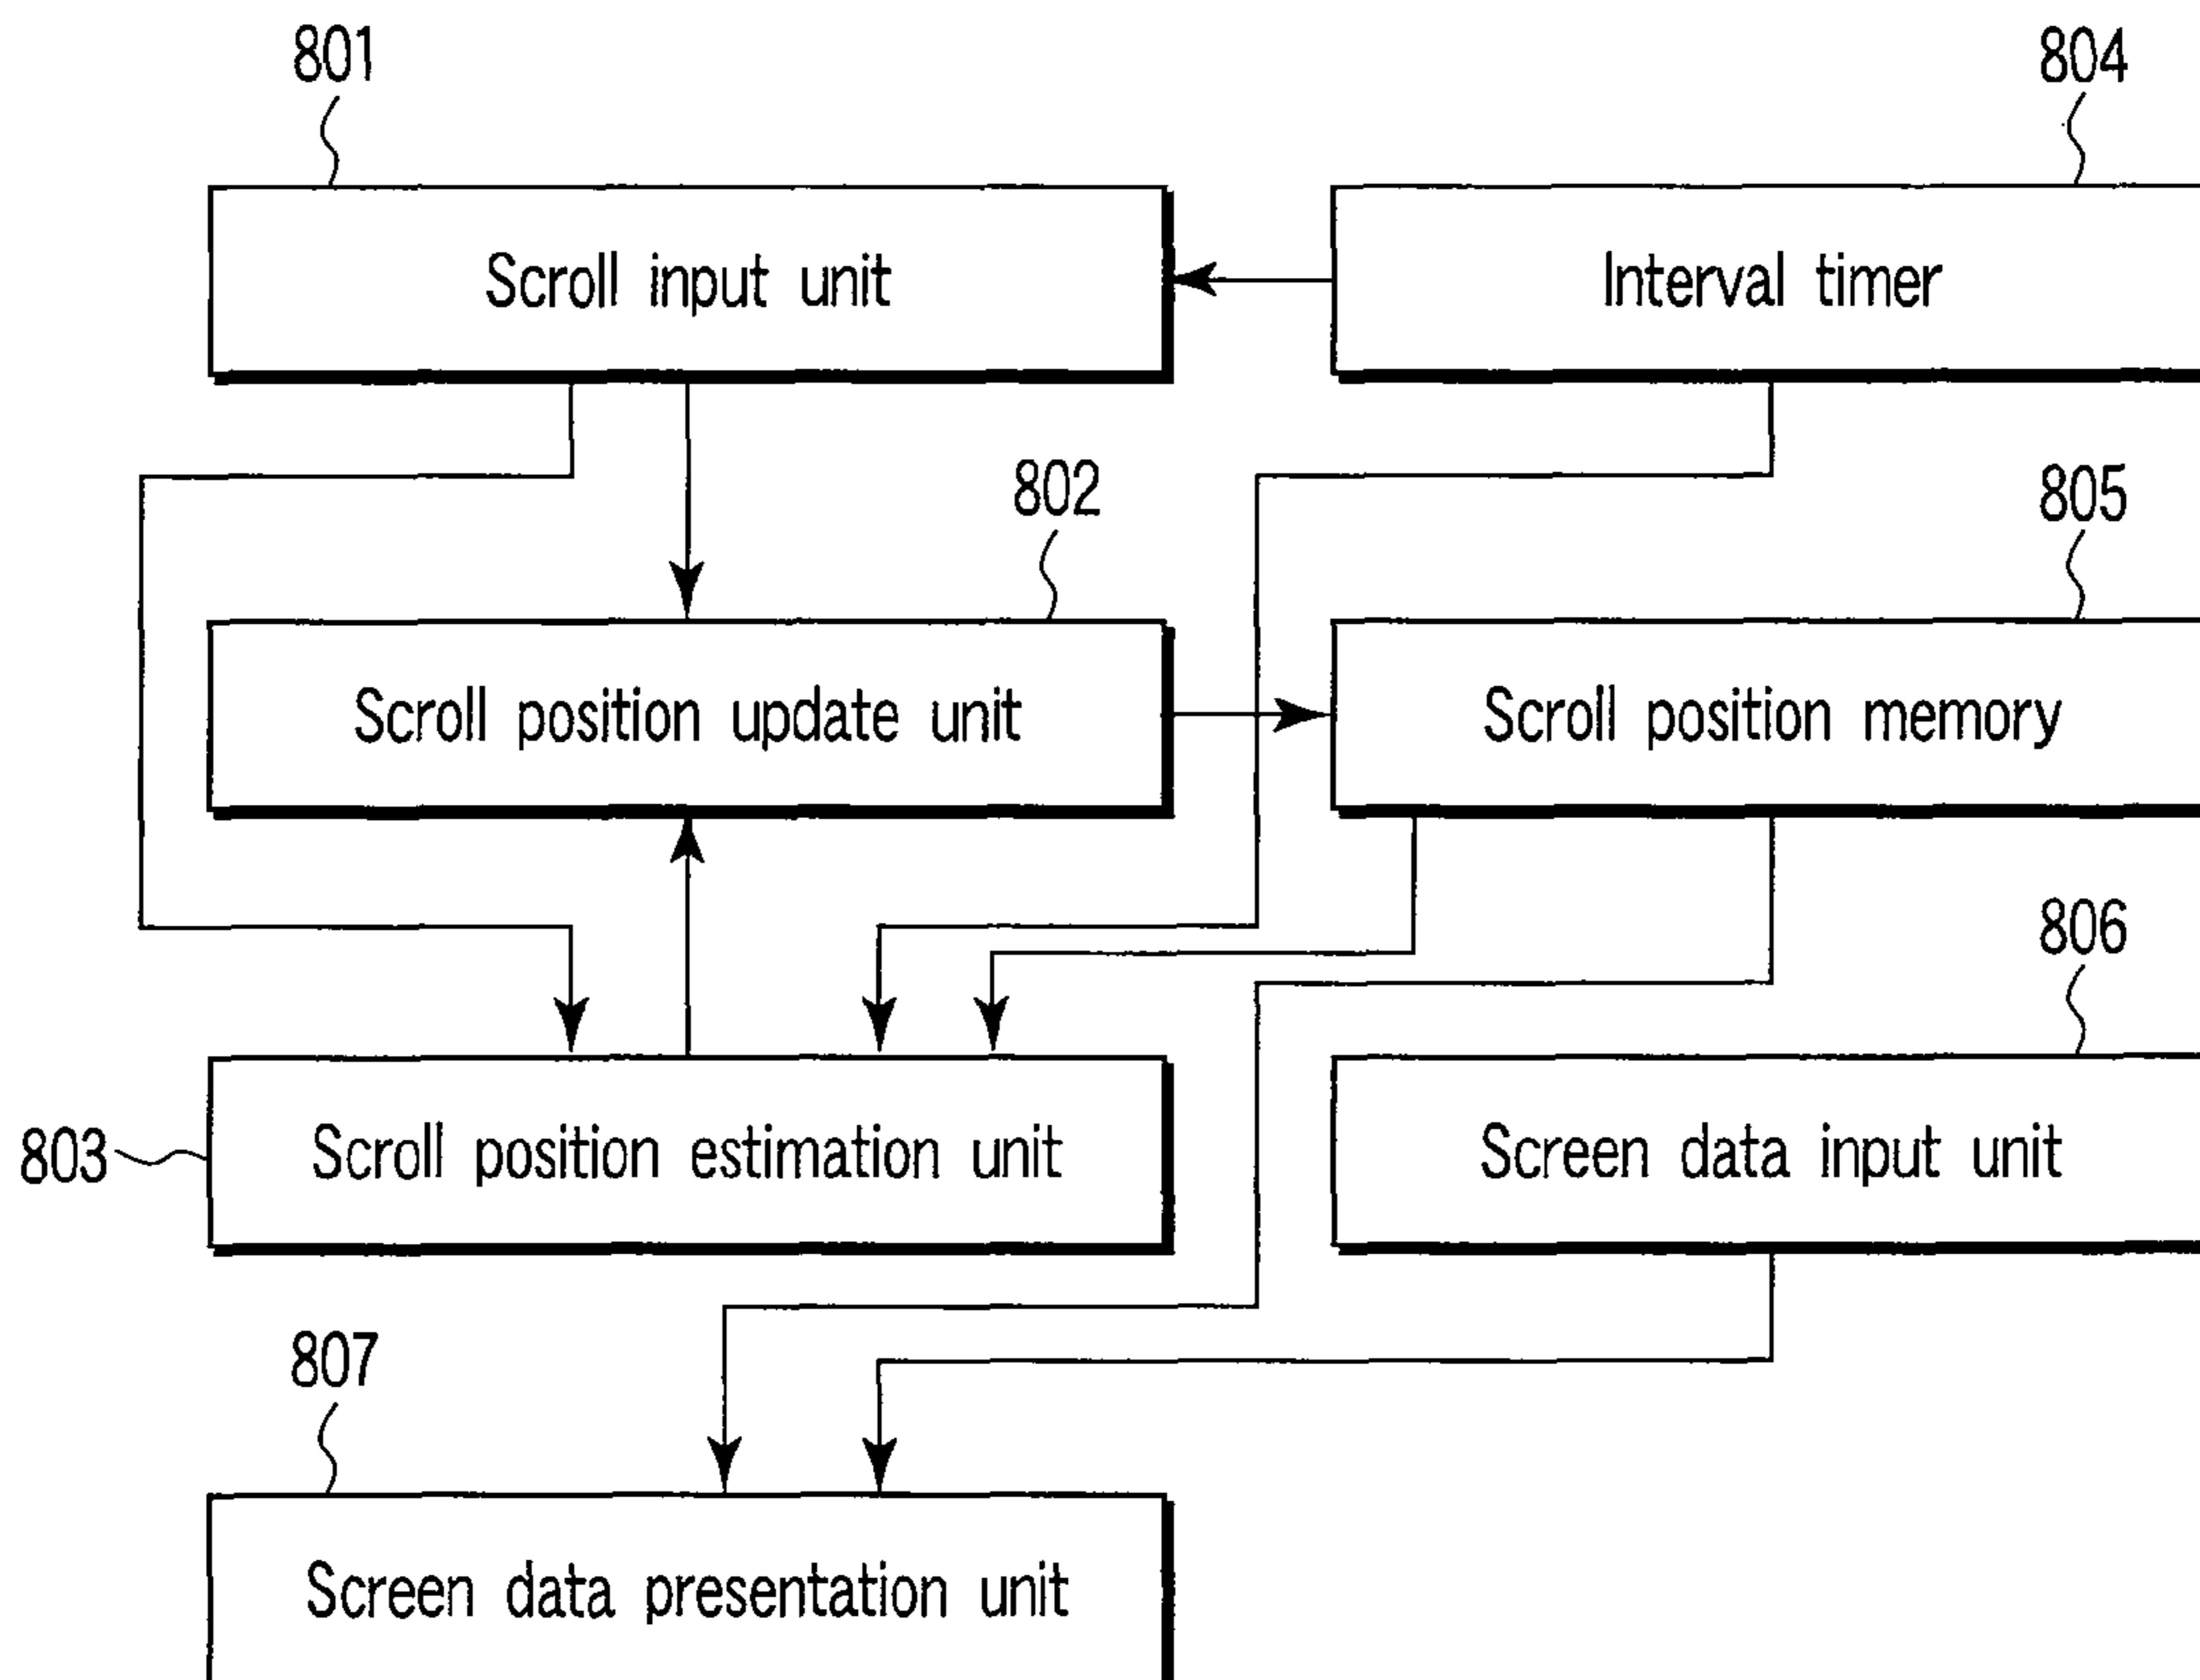 801
804
Scroll input unit
Interval timer
802
805
Scroll position update unit
Scroll position memory
806
803
Scroll position estimation unit
Screen data input unit
807
Screen data presentation unit